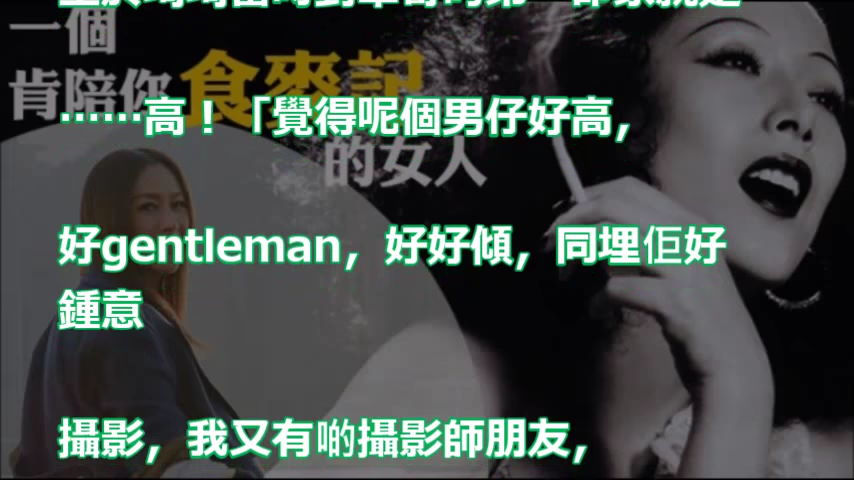 一個
肯陪你食麥記
……高！「覺得呢個男仔好高，
的女人
好gentleman，好好傾，同埋佢好
鍾意
攝影，我又有啲攝影師朋友，